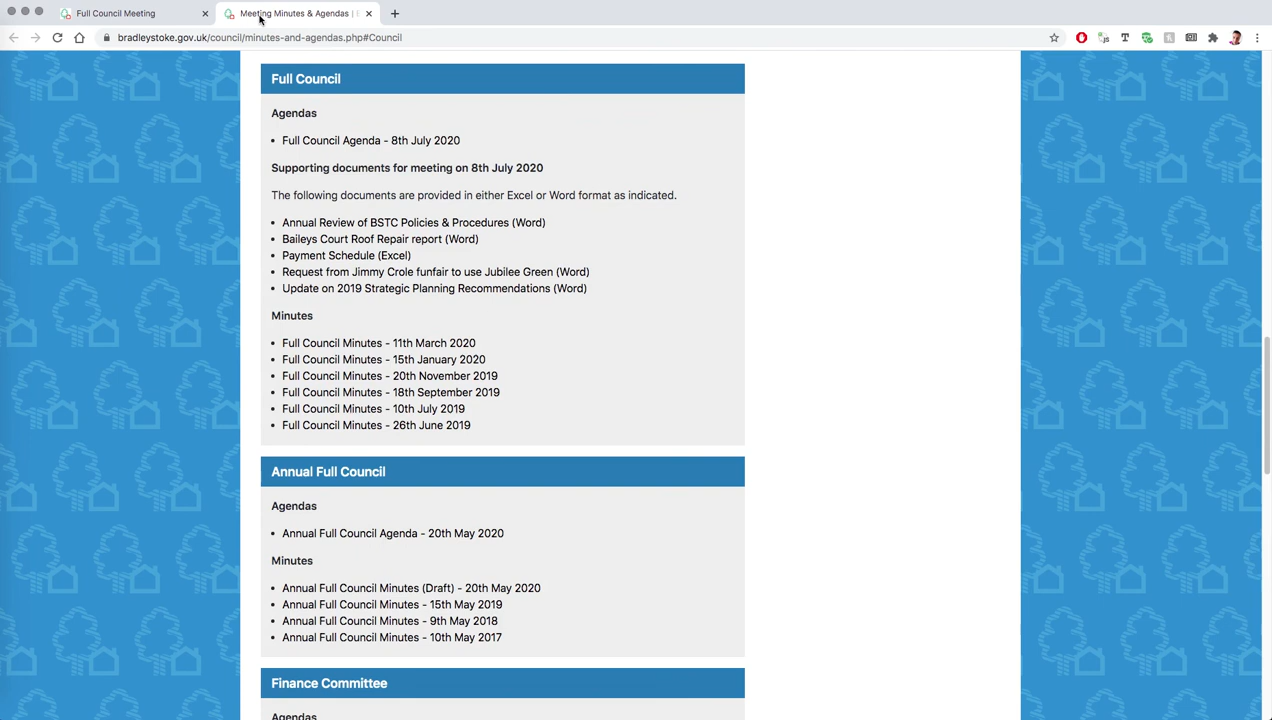 Full Council Meeting
Meeting Minutes & Agendas |
bradleystoke.gov.uk/council/minutes-and-agendas.php#Council
Full Council
Agendas
• Full Council Agenda - 8th July 2020
Supporting documents for meeting on 8th July 2020
The following documents are provided in either Excel or Word format as indicated.
• Annual Review of BSTC Policies & Procedures (Word)
• Baileys Court Roof Repair report (Word)
• Payment Schedule (Excel)
• Request from Jimmy Crole funfair to use Jubilee Green (Word)
• Update on 2019 Strategic Planning Recommendations (Word)
Minutes
• Full Council Minutes - 11th March 2020
• Full Council Minutes - 15th January 2020
• Full Council Minutes - 20th November 2019
• Full Council Minutes - 18th September 2019
• Full Council Minutes - 10th July 2019
• Full Council Minutes - 26th June 2019
Annual Full Council
Agendas
• Annual Full Council Agenda - 20th May 2020
Minutes
• Annual Full Council Minutes (Draft) - 20th May 2020
• Annual Full Council Minutes - 15th May 2019
• Annual Full Council Minutes - 9th May 2018
• Annual Full Council Minutes - 10th May 2017
Finance Committee
Agendas